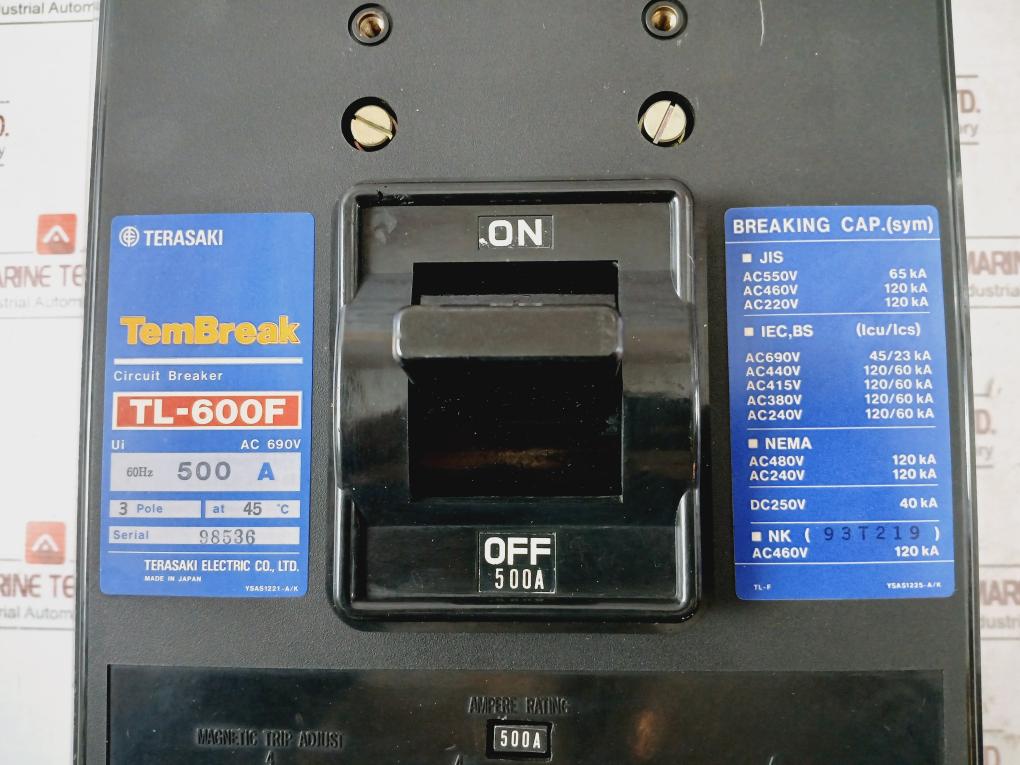 TERASAKI
TemBreak
Circuit Breaker
TL-600F
Ui AC 690V
60Hz 500 A
3 Pole at 45 °C
Serial 98536
TERASAKI ELECTRIC CO., LTD.
MADE IN JAPAN
YSAS1221-A/K
ON
OFF
500A
BREAKING CAP.(sym)
■ JIS
AC550V 65 kA
AC460V 120 kA
AC220V 120 kA
■ IEC,BS (Icu/Ics)
AC690V 45/23 kA
AC440V 120/60 kA
AC415V 120/60 kA
AC380V 120/60 kA
AC240V 120/60 kA
■ NEMA
AC480V 120 kA
AC240V 120 kA
DC250V 40 kA
■ NK ( 93T219 )
AC460V 120 kA
TL-F YSAS1225-A/K
AMPERE RATING
500A
MAGNETIC TRIP ADJUST